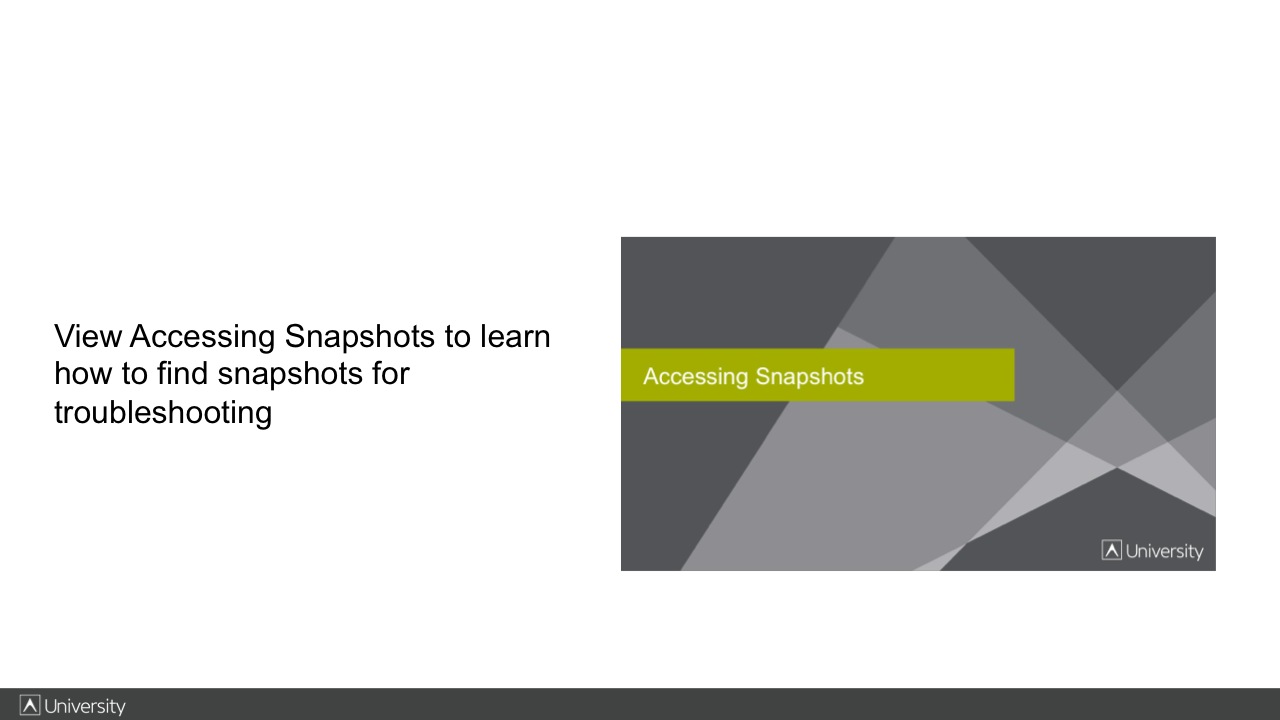 View Accessing Snapshots to learn
how to find snapshots for
troubleshooting
Accessing Snapshots
University
University